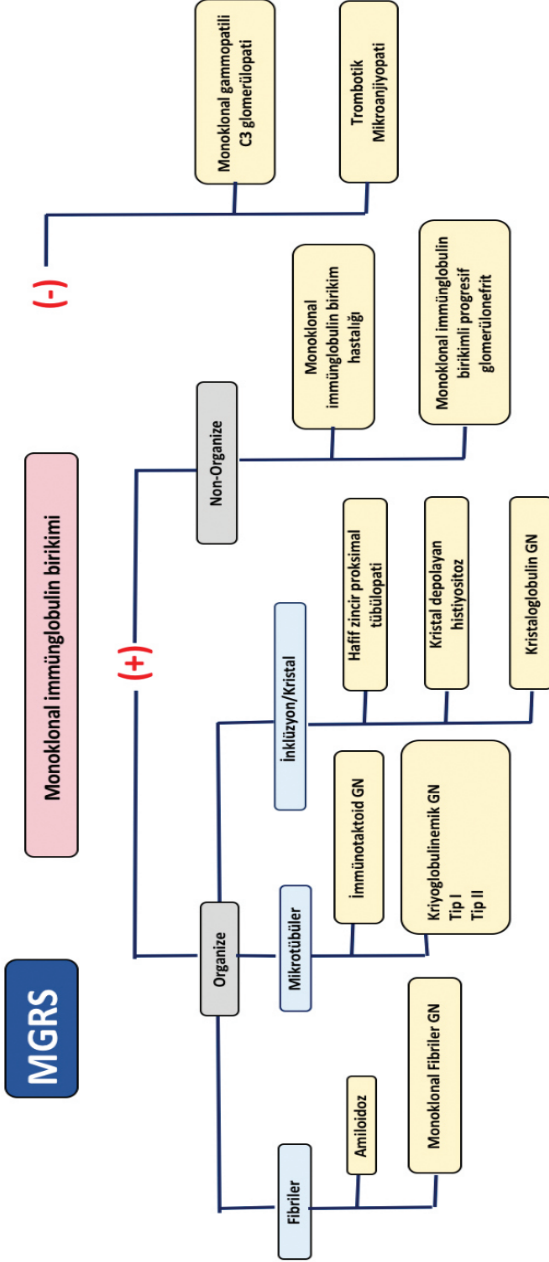 MGRS
Monoklonal immünglobulin birikimi
(+)
(-)
Organize
Non-Organize
Fibriler
Mikrotübüler
İnklüzyon/Kristal
Amiloidoz
Monoklonal Fibriler GN
İmmünotaktoid GN
Kriyoglobulinemik GN
Tip I
Tip II
Hafif zincir proksimal
tübülopati
Kristal depolayan
histiyositoz
Kristaloglobulin GN
Monoklonal
immünglobulin birikim
hastalığı
Monoklonal immünglobulin
birikimli progresif
glomerülonefrit
Monoklonal gammopatili
C3 glomerülopati
Trombotik
Mikroanjiyopati